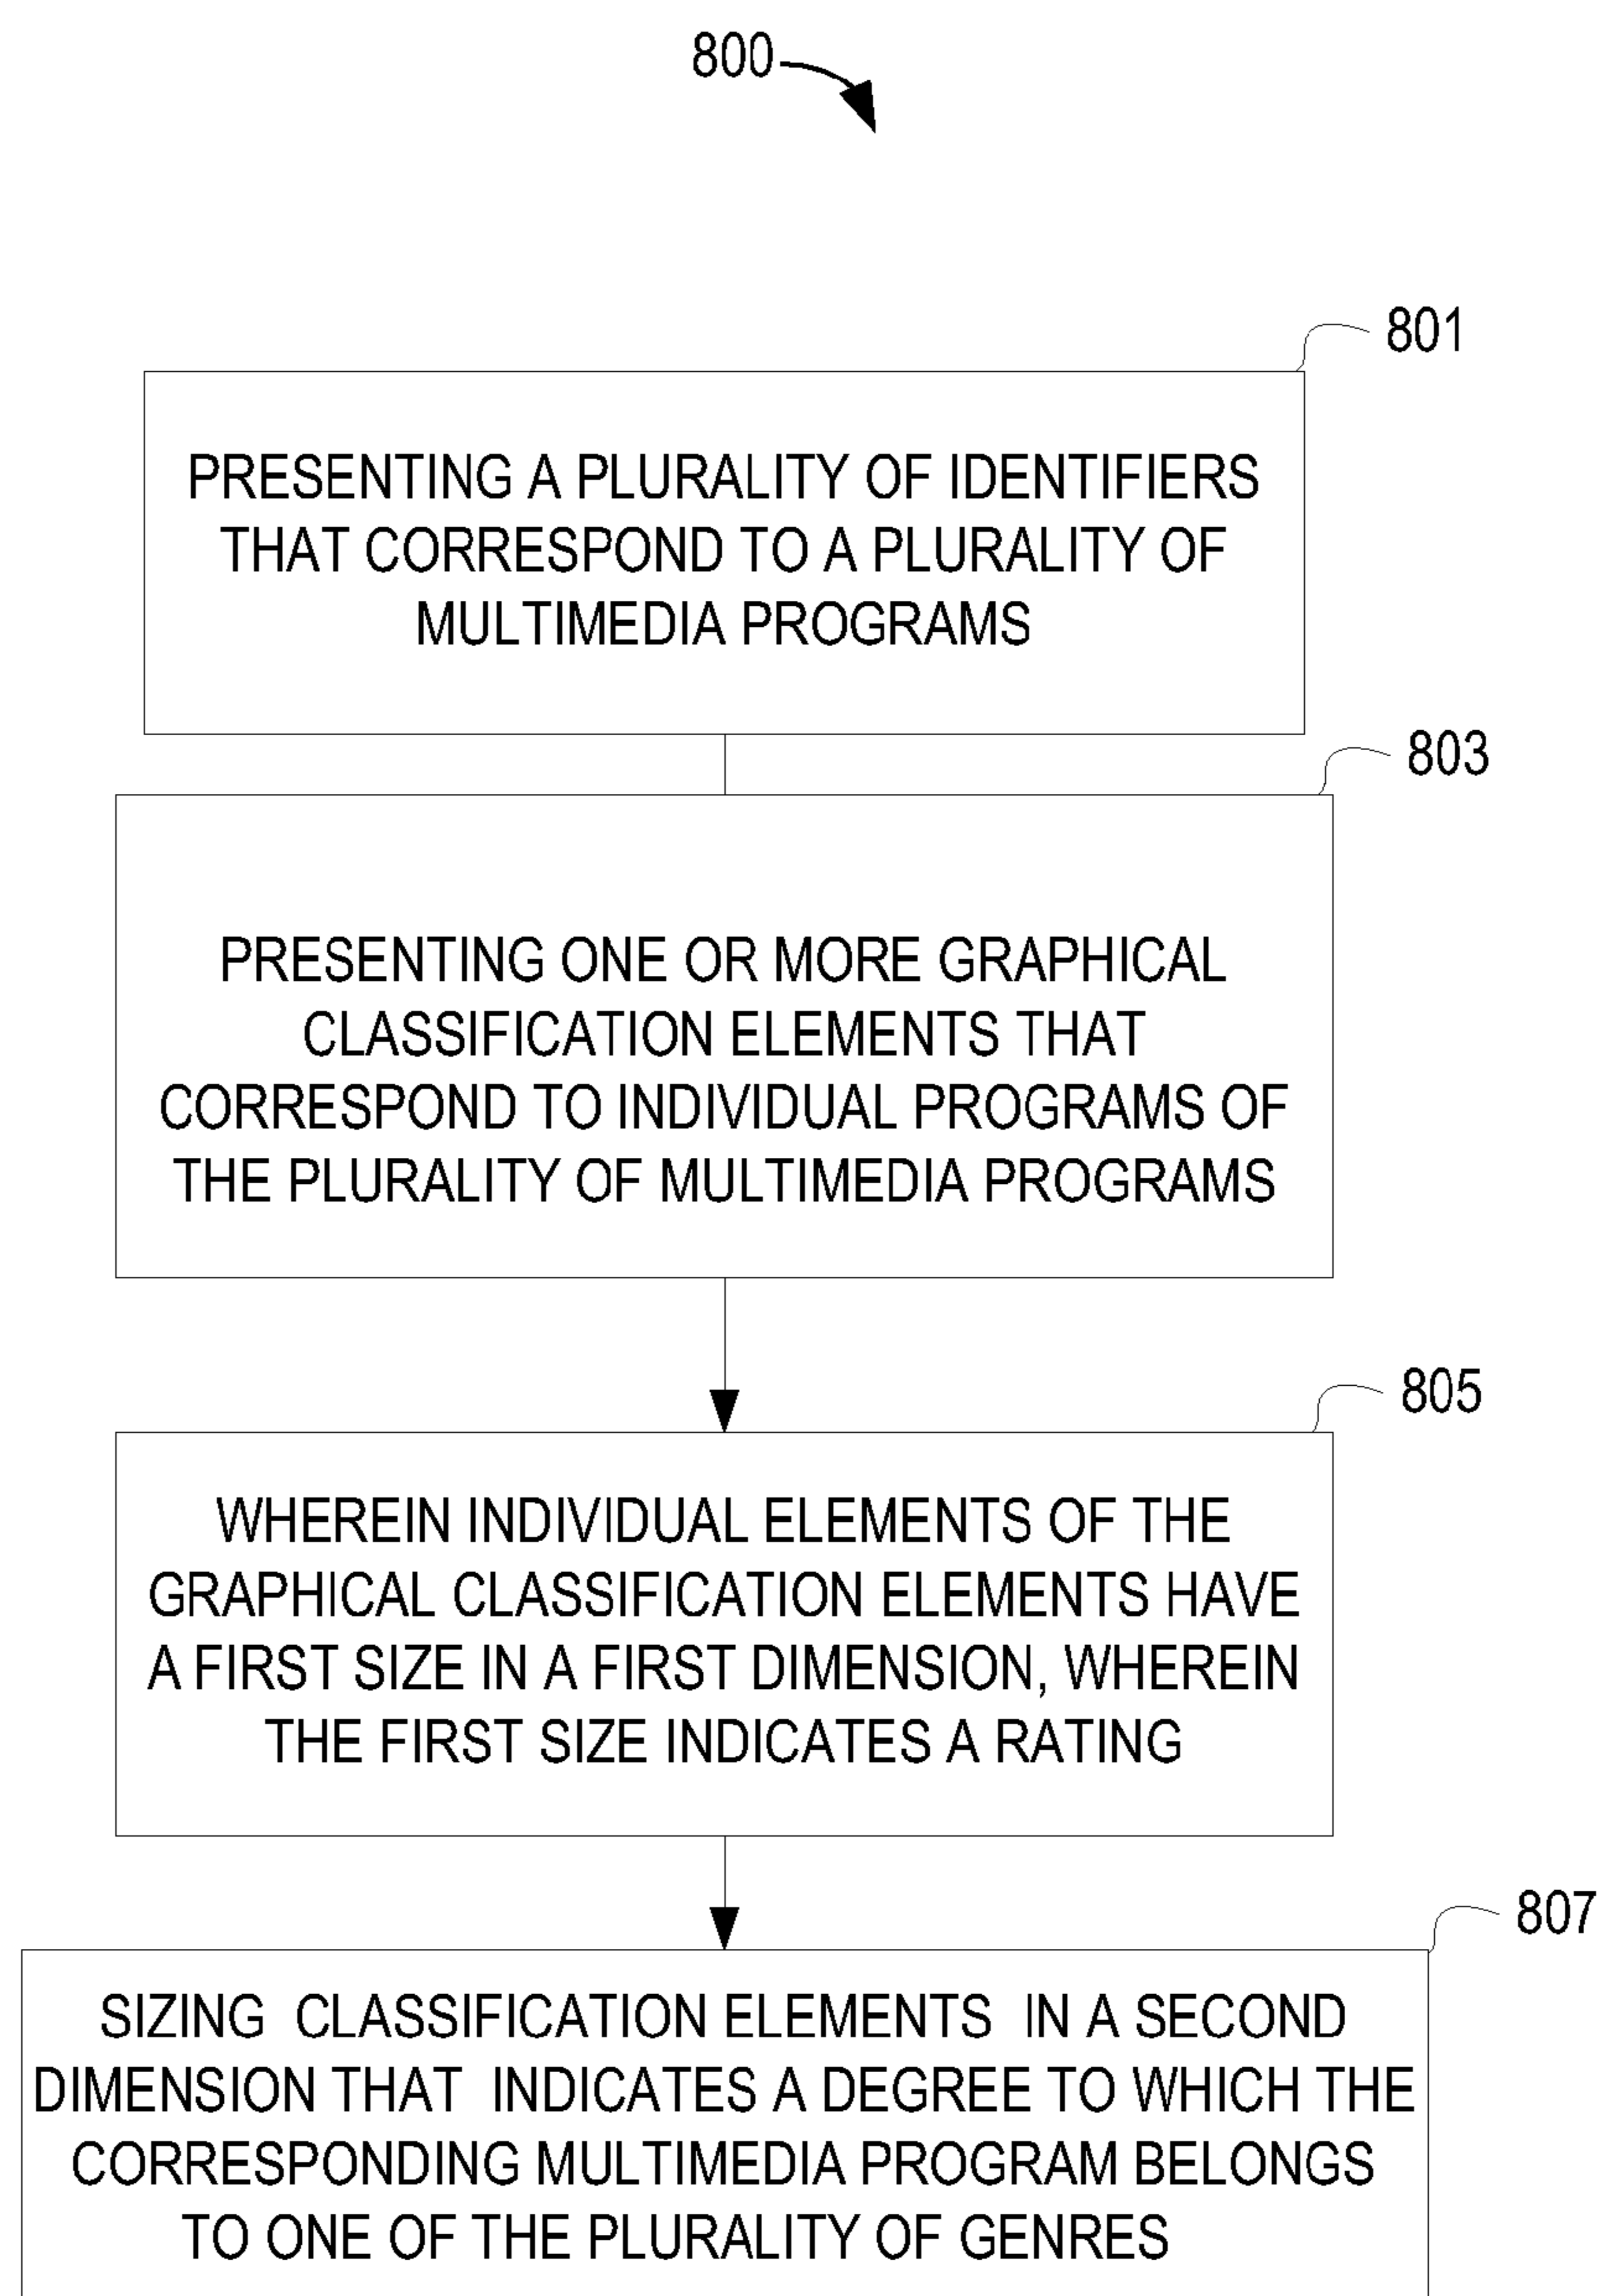 800
801
PRESENTING A PLURALITY OF IDENTIFIERS
THAT CORRESPOND TO A PLURALITY OF
MULTIMEDIA PROGRAMS
803
PRESENTING ONE OR MORE GRAPHICAL
CLASSIFICATION ELEMENTS THAT
CORRESPOND TO INDIVIDUAL PROGRAMS OF
THE PLURALITY OF MULTIMEDIA PROGRAMS
805
WHEREIN INDIVIDUAL ELEMENTS OF THE
GRAPHICAL CLASSIFICATION ELEMENTS HAVE
A FIRST SIZE IN A FIRST DIMENSION, WHEREIN
THE FIRST SIZE INDICATES A RATING
807
SIZING CLASSIFICATION ELEMENTS IN A SECOND
DIMENSION THAT INDICATES A DEGREE TO WHICH THE
CORRESPONDING MULTIMEDIA PROGRAM BELONGS
TO ONE OF THE PLURALITY OF GENRES